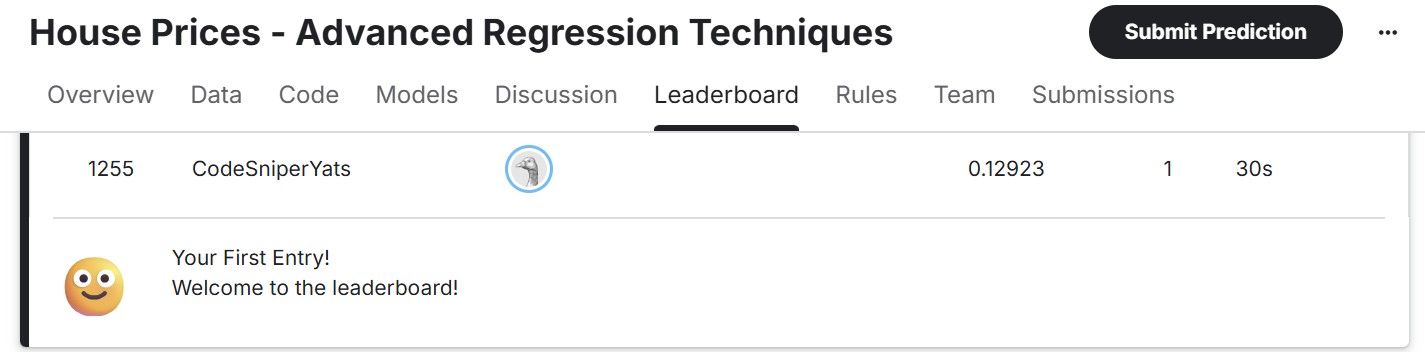 House Prices - Advanced Regression Techniques
Submit Prediction
...
Overview Data Code Models Discussion Leaderboard Rules Team Submissions
1255 CodeSniperYats 0.12923 1 30s
Your First Entry!
Welcome to the leaderboard!